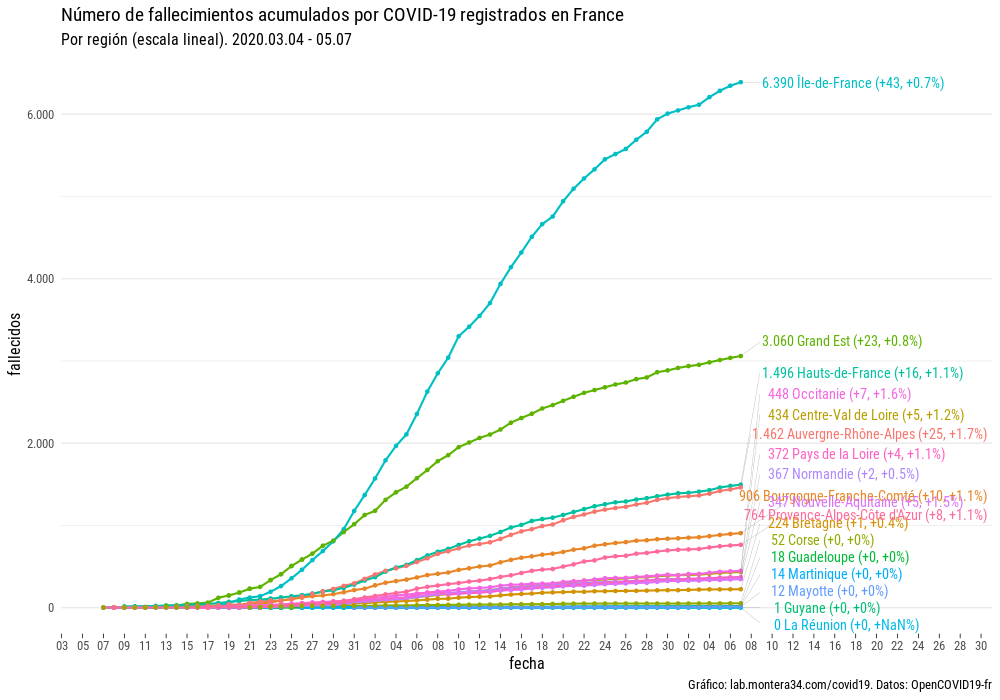 Número de fallecimientos acumulados por COVID-19 registrados en France
Por región (escala lineal). 2020.03.04 - 05.07
fallecidos
6.000
4.000
2.000
0
6.390 Île-de-France (+43, +0.7%)
3.060 Grand Est (+23, +0.8%)
1.496 Hauts-de-France (+16, +1.1%)
448 Occitanie (+7, +1.6%)
434 Centre-Val de Loire (+5, +1.2%)
1.462 Auvergne-Rhône-Alpes (+25, +1.7%)
372 Pays de la Loire (+4, +1.1%)
367 Normandie (+2, +0.5%)
906 Bourgogne-Franche-Comté (+10, +1.1%)
347 Nouvelle-Aquitaine (+5, +1.5%)
764 Provence-Alpes-Côte d'Azur (+8, +1.1%)
224 Bretagne (+1, +0.4%)
52 Corse (+0, +0%)
18 Guadeloupe (+0, +0%)
14 Martinique (+0, +0%)
12 Mayotte (+0, +0%)
1 Guyane (+0, +0%)
0 La Réunion (+0, +NaN%)
03 05 07 09 11 13 15 17 19 21 23 25 27 29 31 02 04 06 08 10 12 14 16 18 20 22 24 26 28 30 02 04 06 08 10 12 14 16 18 20 22 24 26 28 30
fecha
Gráfico: lab.montera34.com/covid19. Datos: OpenCOVID19-fr